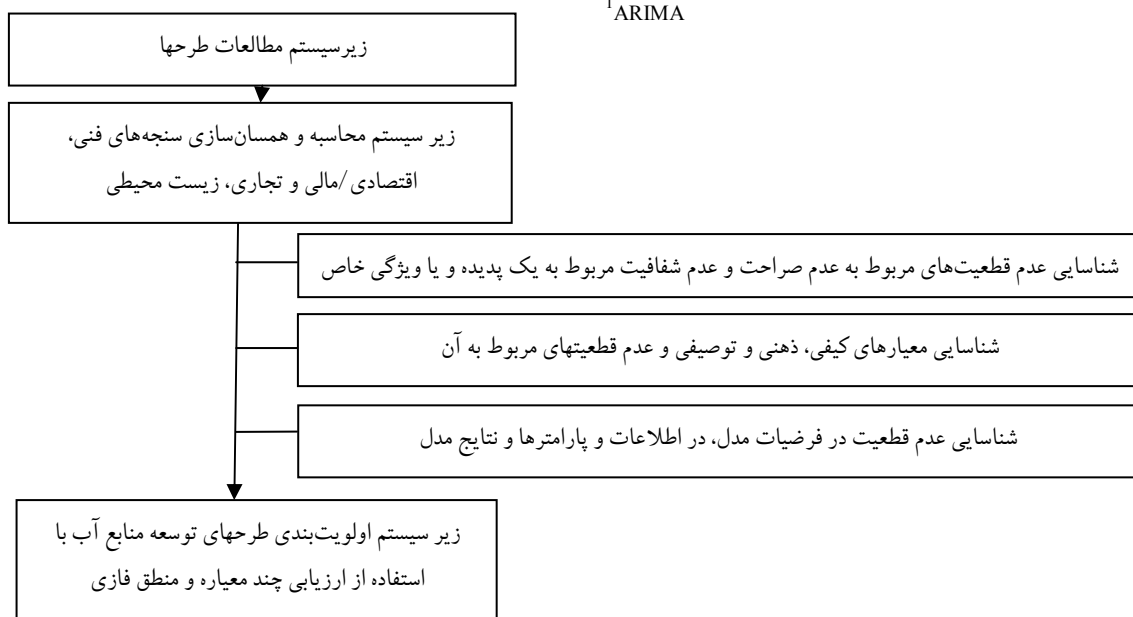 1ARIMA
زیرسیستم مطالعات طرحها
زیر سیستم محاسبه و همسان‌سازی سنجه‌های فنی،
اقتصادی/مالی و تجاری، زیست محیطی
شناسایی عدم قطعیت‌های مربوط به عدم صراحت و عدم شفافیت مربوط به یک پدیده و یا ویژگی خاص
شناسایی معیارهای کیفی، ذهنی و توصیفی و عدم قطعیتهای مربوط به آن
شناسایی عدم قطعیت در فرضیات مدل، در اطلاعات و پارامترها و نتایج مدل
زیر سیستم اولویت‌بندی طرحهای توسعه منابع آب با
استفاده از ارزیابی چند معیاره و منطق فازی